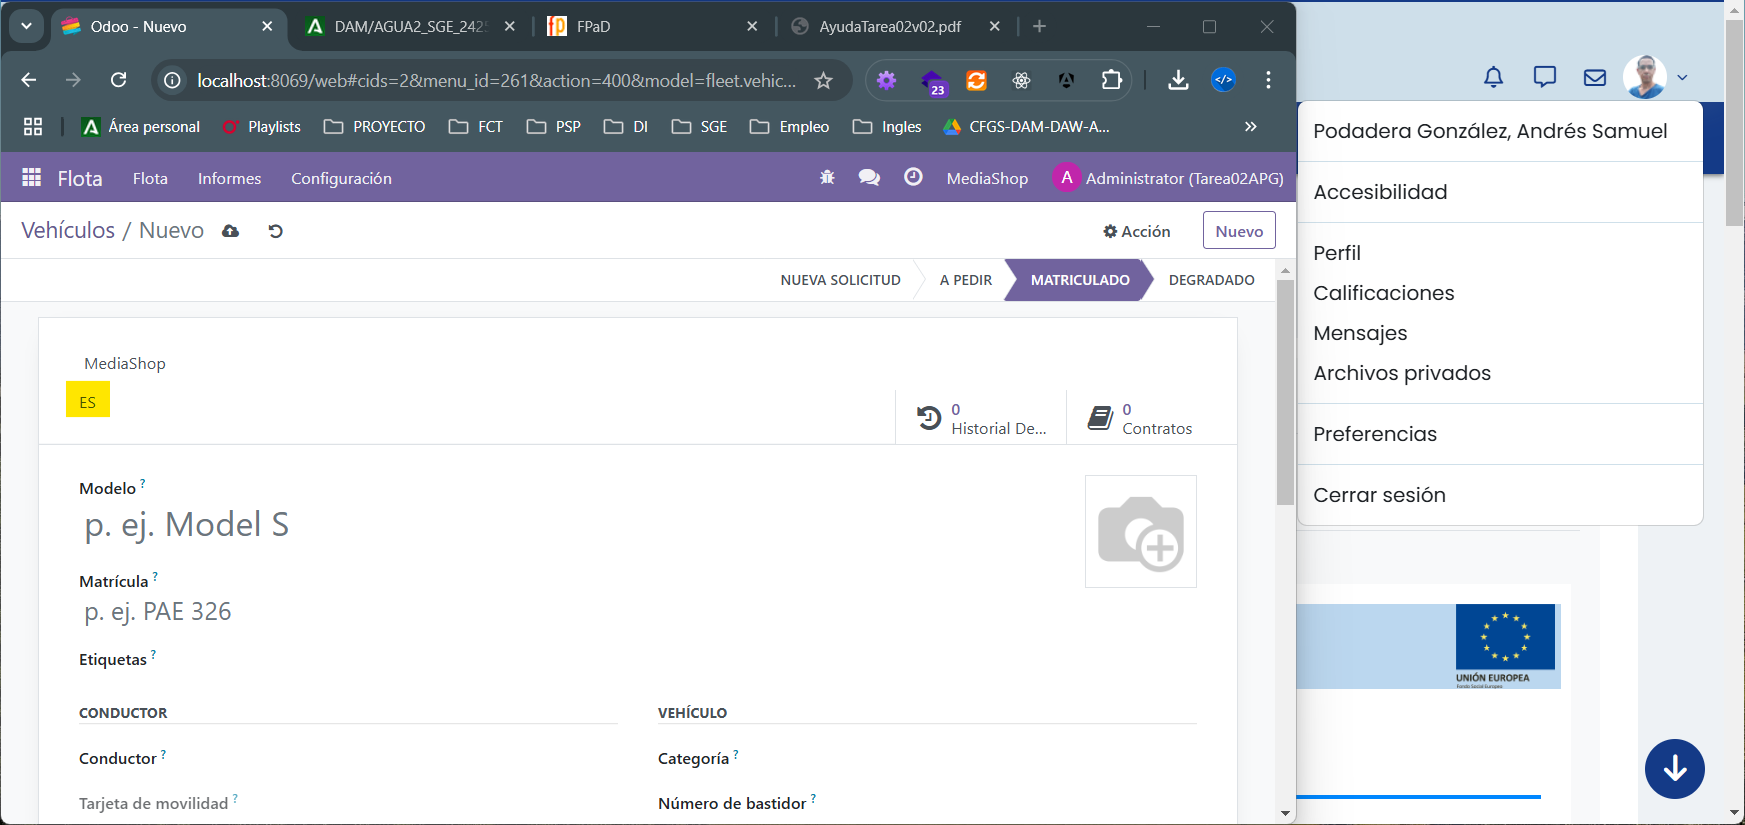 Odoo - Nuevo
DAM/AGUA2_SGE_242
FPaD
AyudaTarea02v02.pdf
localhost:8069/web#cids=2&menu_id=261&action=400&model=fleet.vehic...
23
Área personal
Playlists
PROYECTO
FCT
PSP
DI
SGE
Empleo
Ingles
CFGS-DAM-DAW-A...
Flota
Flota
Informes
Configuración
MediaShop
A
Administrator (Tarea02APG)
Vehículos / Nuevo
Acción
Nuevo
NUEVA SOLICITUD
A PEDIR
MATRICULADO
DEGRADADO
MediaShop
ES
0
Historial De...
0
Contratos
Modelo ?
p. ej. Model S
Matrícula ?
p. ej. PAE 326
Etiquetas ?
CONDUCTOR
VEHÍCULO
Conductor ?
Categoría ?
Tarjeta de movilidad ?
Número de bastidor ?
Podadera González, Andrés Samuel
Accesibilidad
Perfil
Calificaciones
Mensajes
Archivos privados
Preferencias
Cerrar sesión
UNIÓN EUROPEA
Fondo Social Europeo